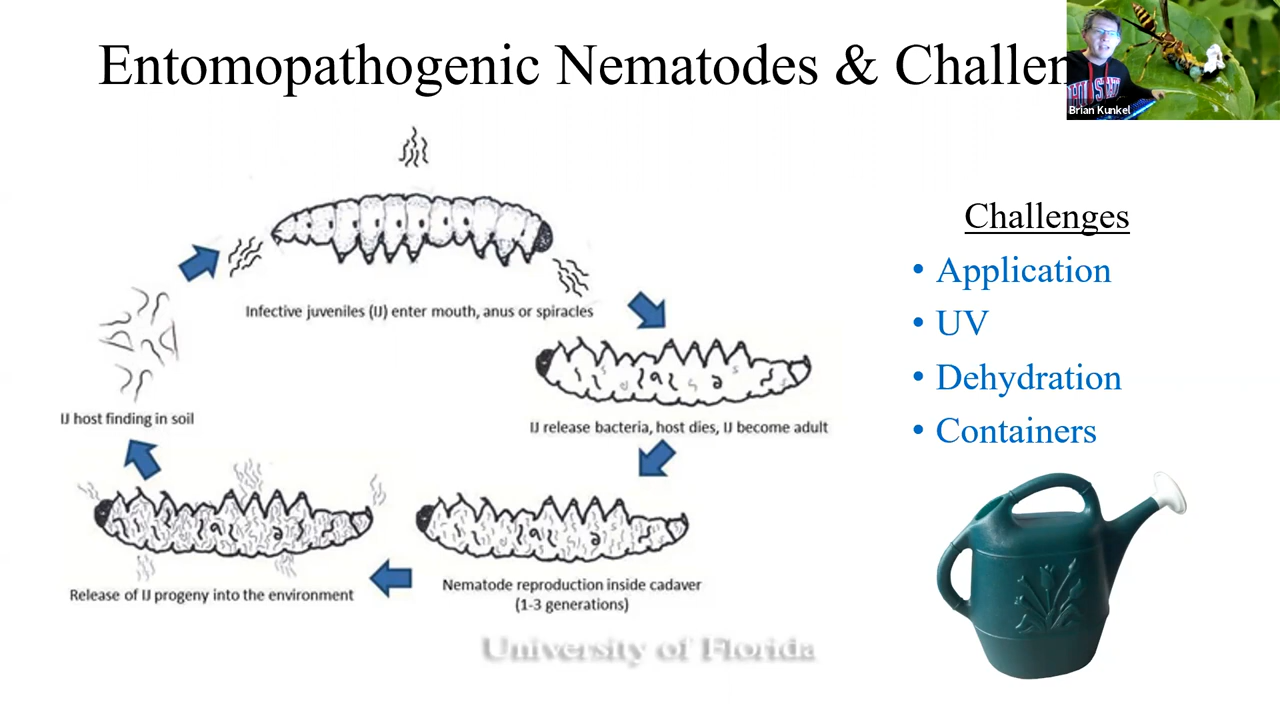 Entomopathogenic Nematodes & Challen
Brian Kunkel
Infective juveniles (IJ) enter mouth, anus or spiracles
IJ host finding in soil
IJ release bacteria, host dies, IJ become adult
Release of IJ progeny into the environment
Nematode reproduction inside cadaver
(1-3 generations)
University of Florida
Challenges
• Application
• UV
• Dehydration
• Containers